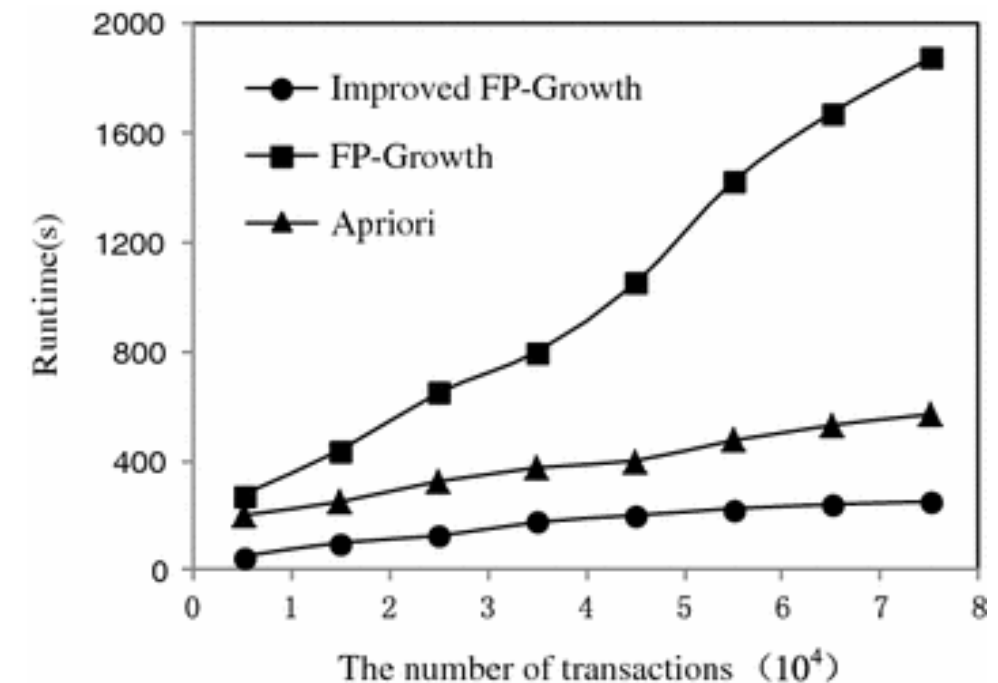 2000
1600
1200
800
400
0
Runtime(s)
Improved FP-Growth
FP-Growth
Apriori
0 1 2 3 4 5 6 7 8
The number of transactions （10⁴）